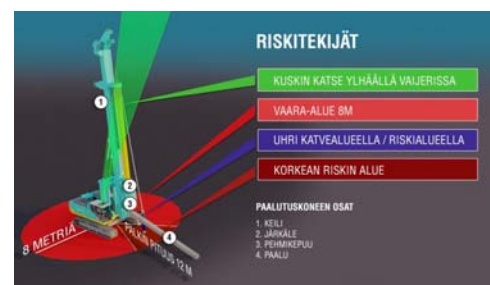 RISKITEKIJÄT
KUSKIN KATSE YLHÄÄLLÄ VAIJERISSA
VAARA-ALUE 8M
UHRI KATVEALUEELLA / RISKIALUEELLA
KORKEAN RISKIN ALUE
PAALUTUSKONEEN OSAT
1. KEILI
2. JÄRKÄLE
3. PEHMIKEPUU
4. PAALU
1
2
3
4
8 METRIÄ
PALKIN PITUUS 12 M